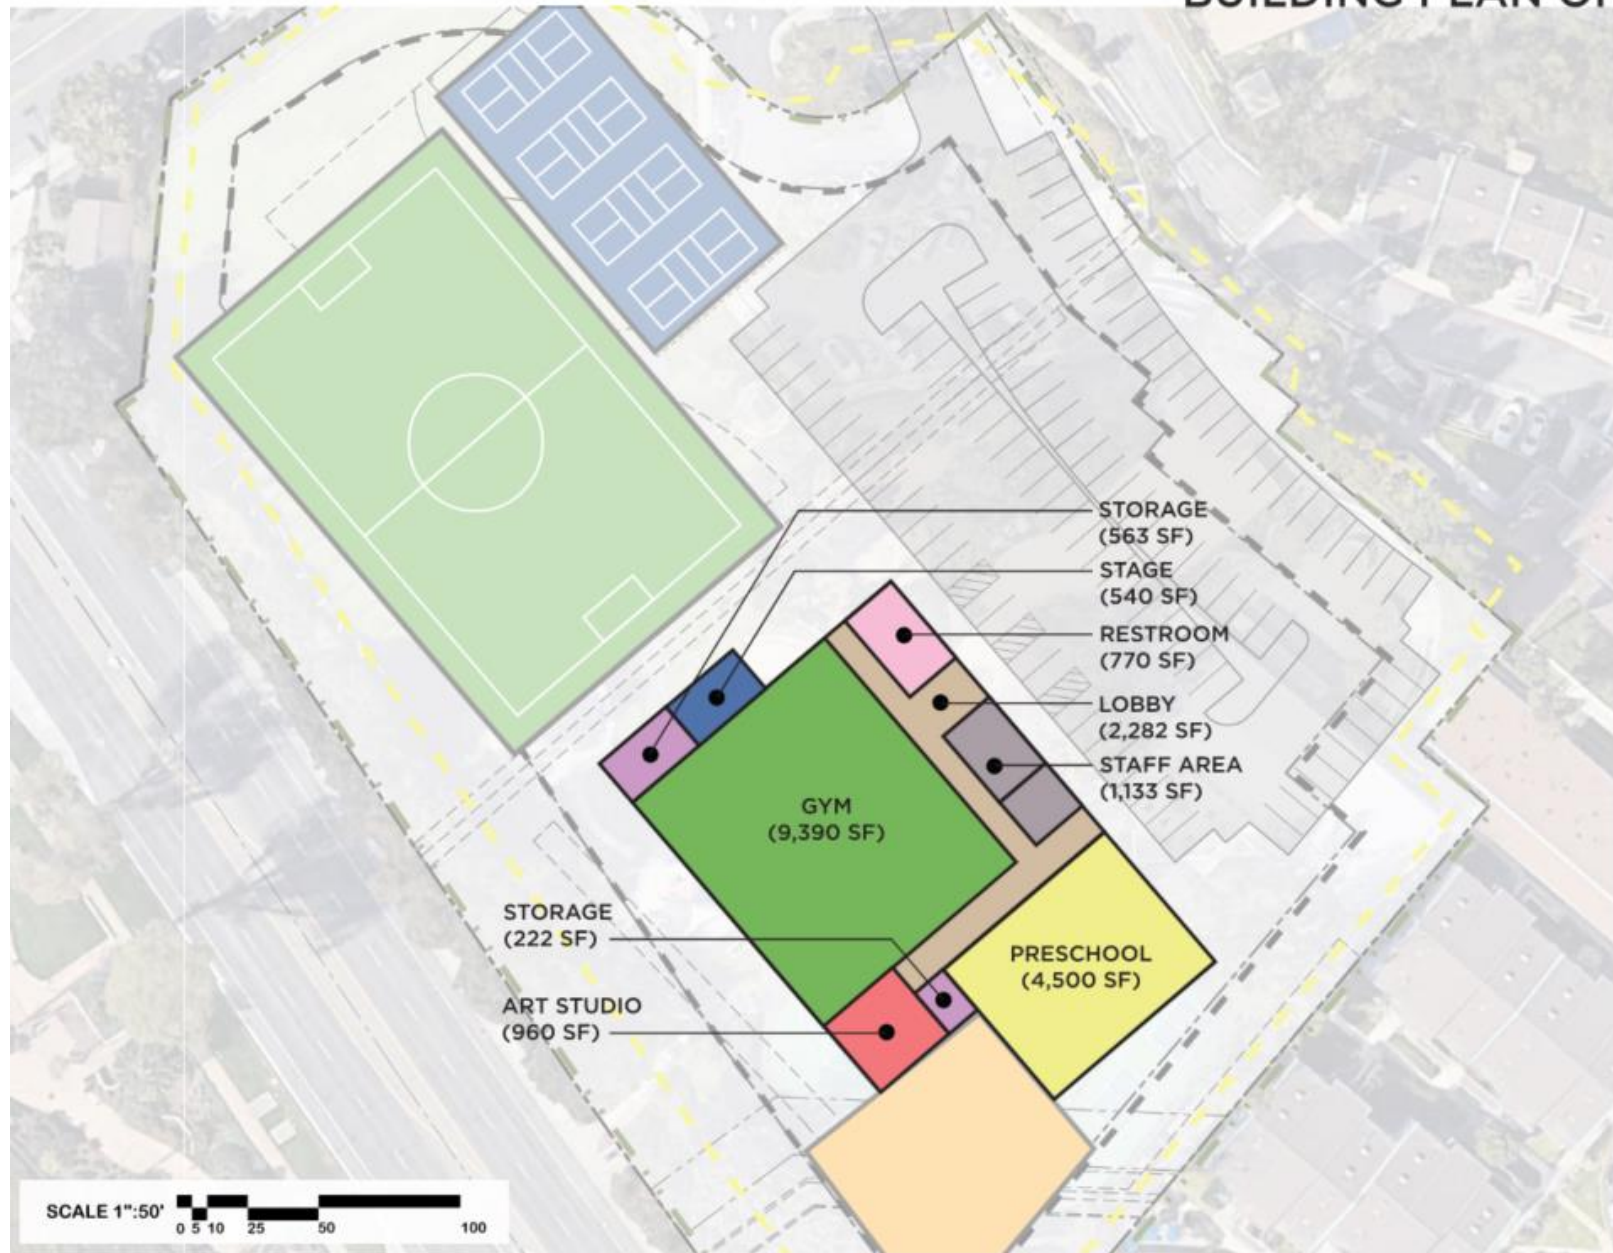 STORAGE
(563 SF)
STAGE
(540 SF)
RESTROOM
(770 SF)
LOBBY
(2,282 SF)
STAFF AREA
(1,133 SF)
GYM
(9,390 SF)
STORAGE
(222 SF)
PRESCHOOL
(4,500 SF)
ART STUDIO
(960 SF)
SCALE 1":50'
0 5 10 25 50 100